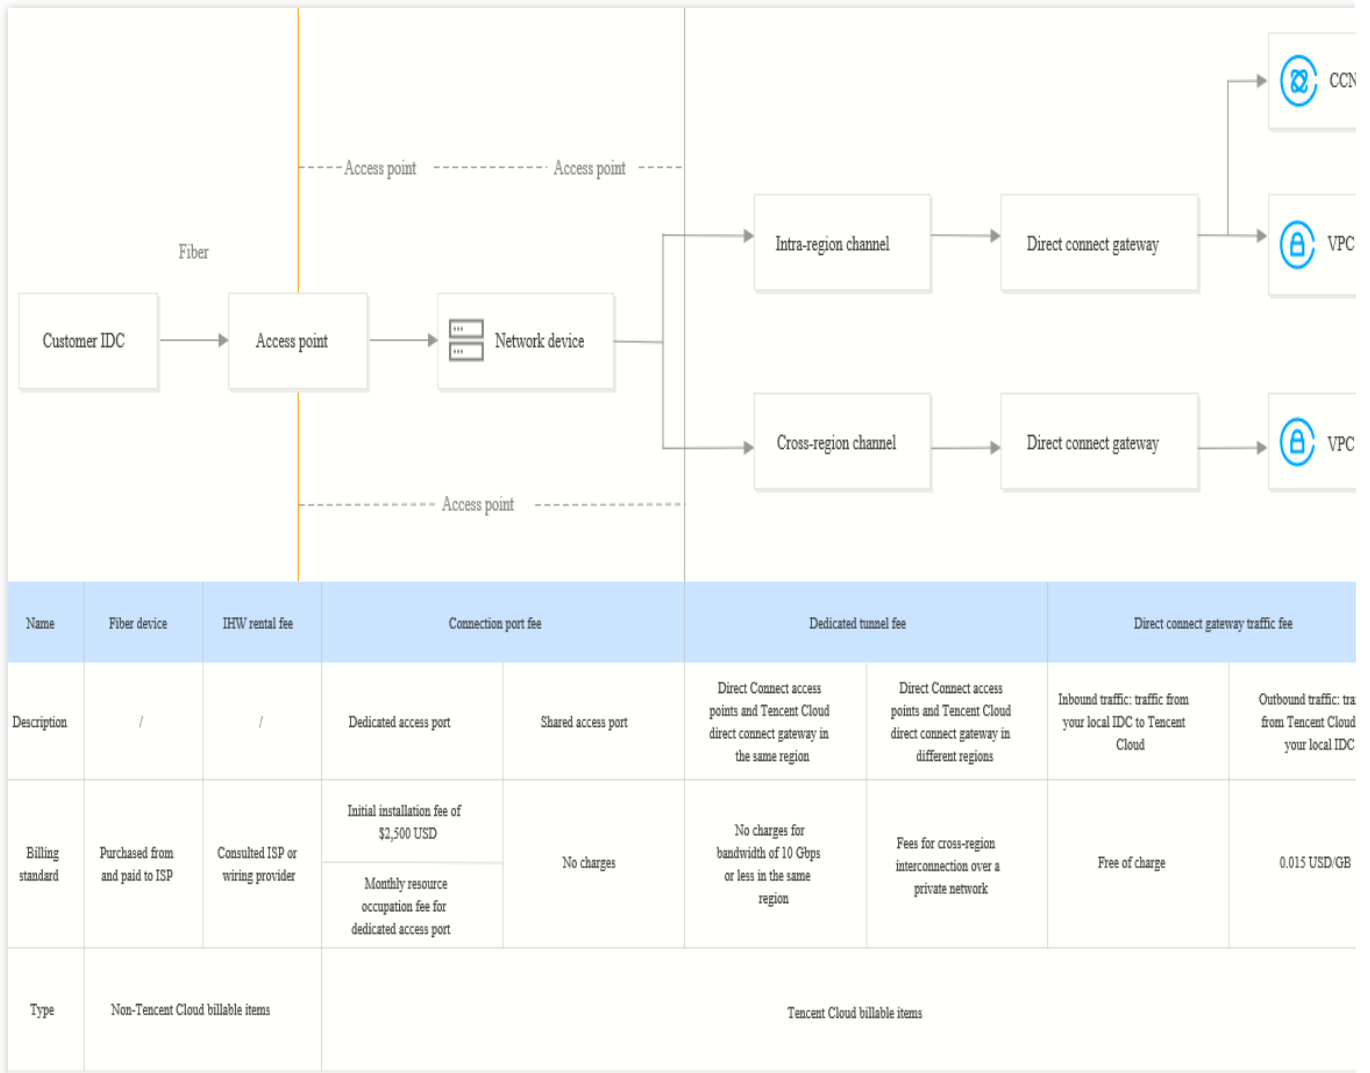 CCN
Access point
Access point
Fiber
Intra-region channel
Direct connect gateway
VPC
Customer IDC
Access point
Network device
Cross-region channel
Direct connect gateway
VPC
Access point
Name
Fiber device
IHW rental fee
Connection port fee
Dedicated tunnel fee
Direct connect gateway traffic fee
Description
/
/
Dedicated access port
Shared access port
Direct Connect access
points and Tencent Cloud
direct connect gateway in
the same region
Direct Connect access
points and Tencent Cloud
direct connect gateway in
different regions
Inbound traffic: traffic from
your local IDC to Tencent
Cloud
Outbound traffic: tra
from Tencent Cloud
your local IDC
Billing
standard
Purchased from
and paid to ISP
Consulted ISP or
wiring provider
Initial installation fee of
$2,500 USD
Monthly resource
occupation fee for
dedicated access port
No charges
No charges for
bandwidth of 10 Gbps
or less in the same
region
Fees for cross-region
interconnection over a
private network
Free of charge
0.015 USD/GB
Type
Non-Tencent Cloud billable items
Tencent Cloud billable items